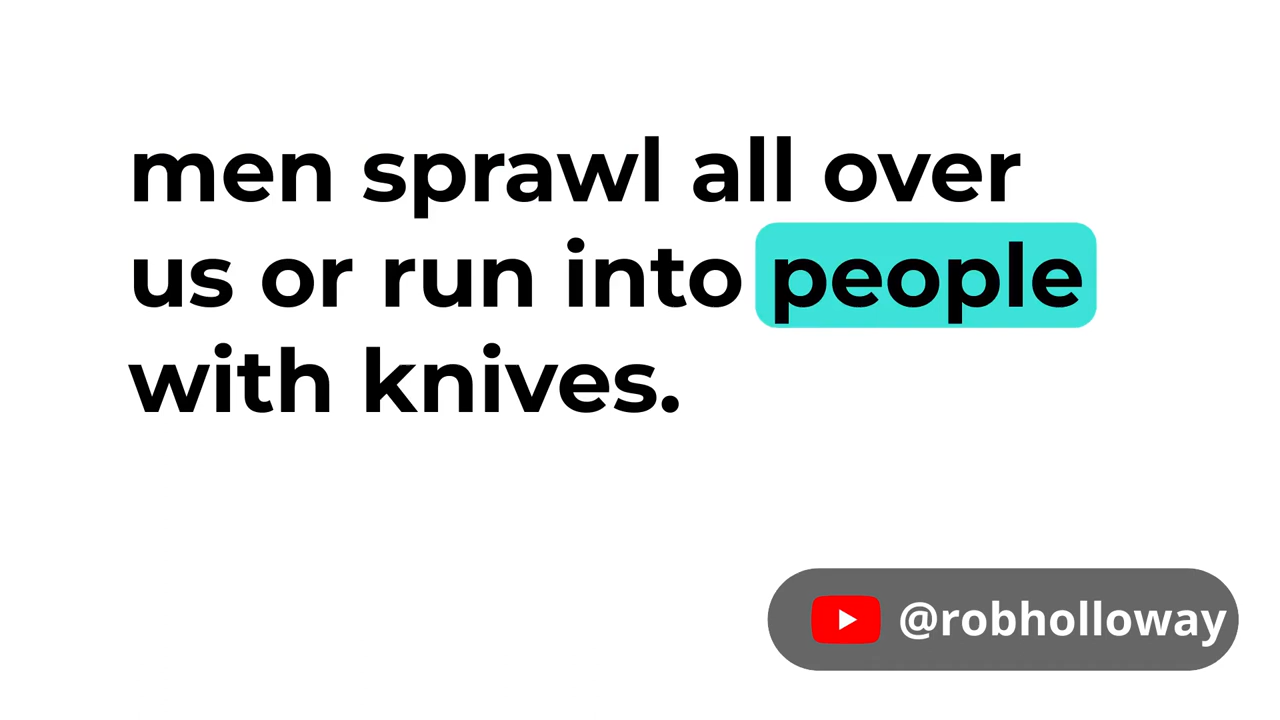 men sprawl all over
us or run into people
with knives.
@robholloway